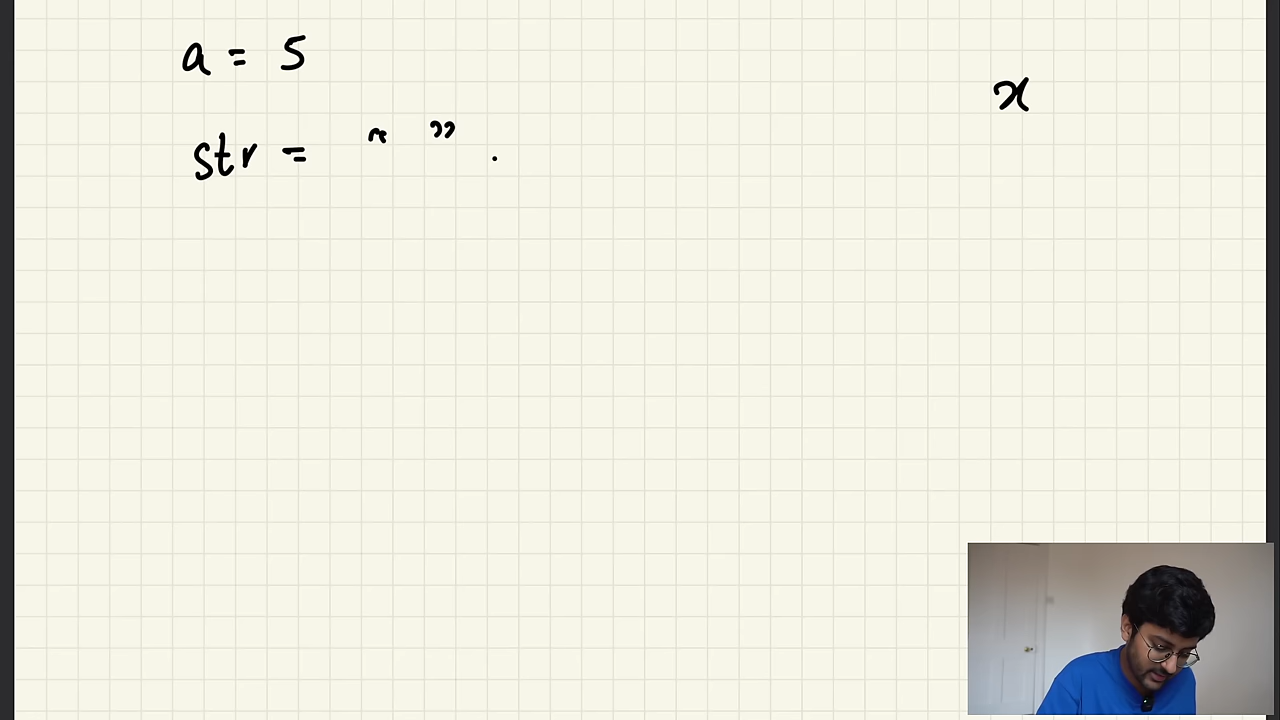 a = 5
x
str = “ ” .